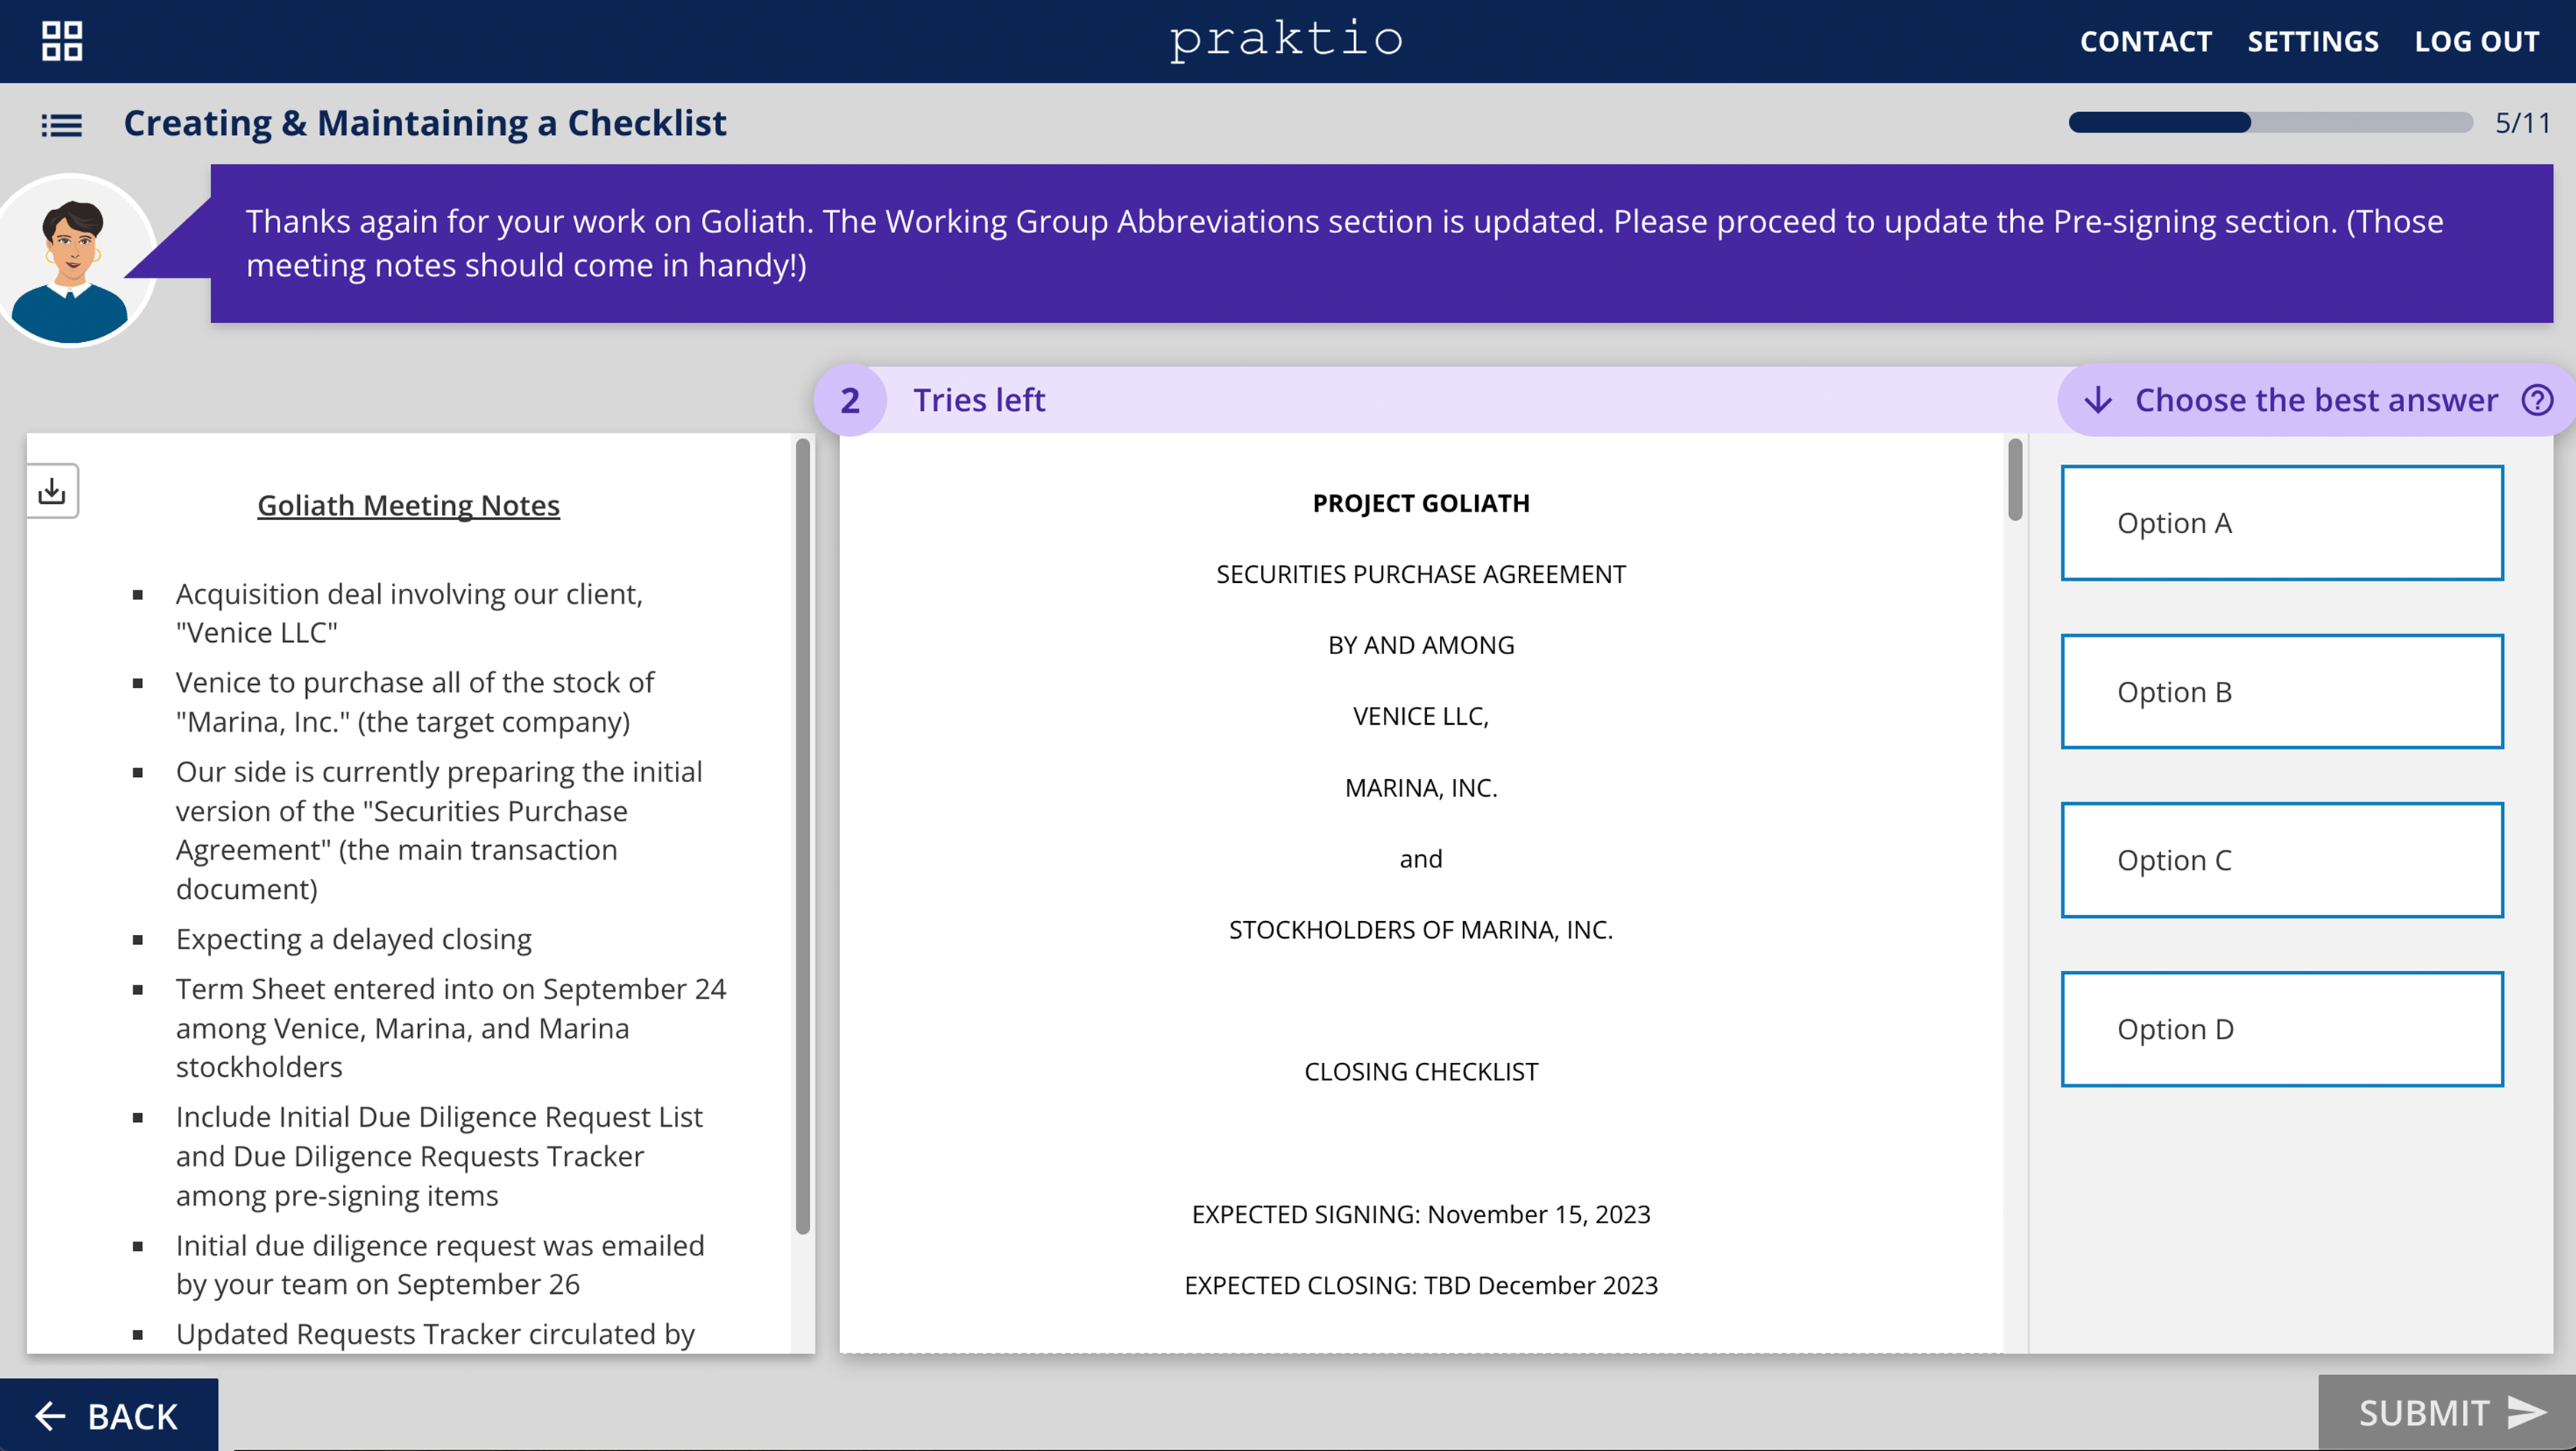 praktio
CONTACT SETTINGS LOG OUT
Creating & Maintaining a Checklist
5/11
Thanks again for your work on Goliath. The Working Group Abbreviations section is updated. Please proceed to update the Pre-signing section. (Those
meeting notes should come in handy!)
2 Tries left
Choose the best answer
Goliath Meeting Notes
▪ Acquisition deal involving our client,
"Venice LLC"
▪ Venice to purchase all of the stock of
"Marina, Inc." (the target company)
▪ Our side is currently preparing the initial
version of the "Securities Purchase
Agreement" (the main transaction
document)
▪ Expecting a delayed closing
▪ Term Sheet entered into on September 24
among Venice, Marina, and Marina
stockholders
▪ Include Initial Due Diligence Request List
and Due Diligence Requests Tracker
among pre-signing items
▪ Initial due diligence request was emailed
by your team on September 26
▪ Updated Requests Tracker circulated by
PROJECT GOLIATH
SECURITIES PURCHASE AGREEMENT
BY AND AMONG
VENICE LLC,
MARINA, INC.
and
STOCKHOLDERS OF MARINA, INC.
CLOSING CHECKLIST
EXPECTED SIGNING: November 15, 2023
EXPECTED CLOSING: TBD December 2023
Option A
Option B
Option C
Option D
BACK
SUBMIT